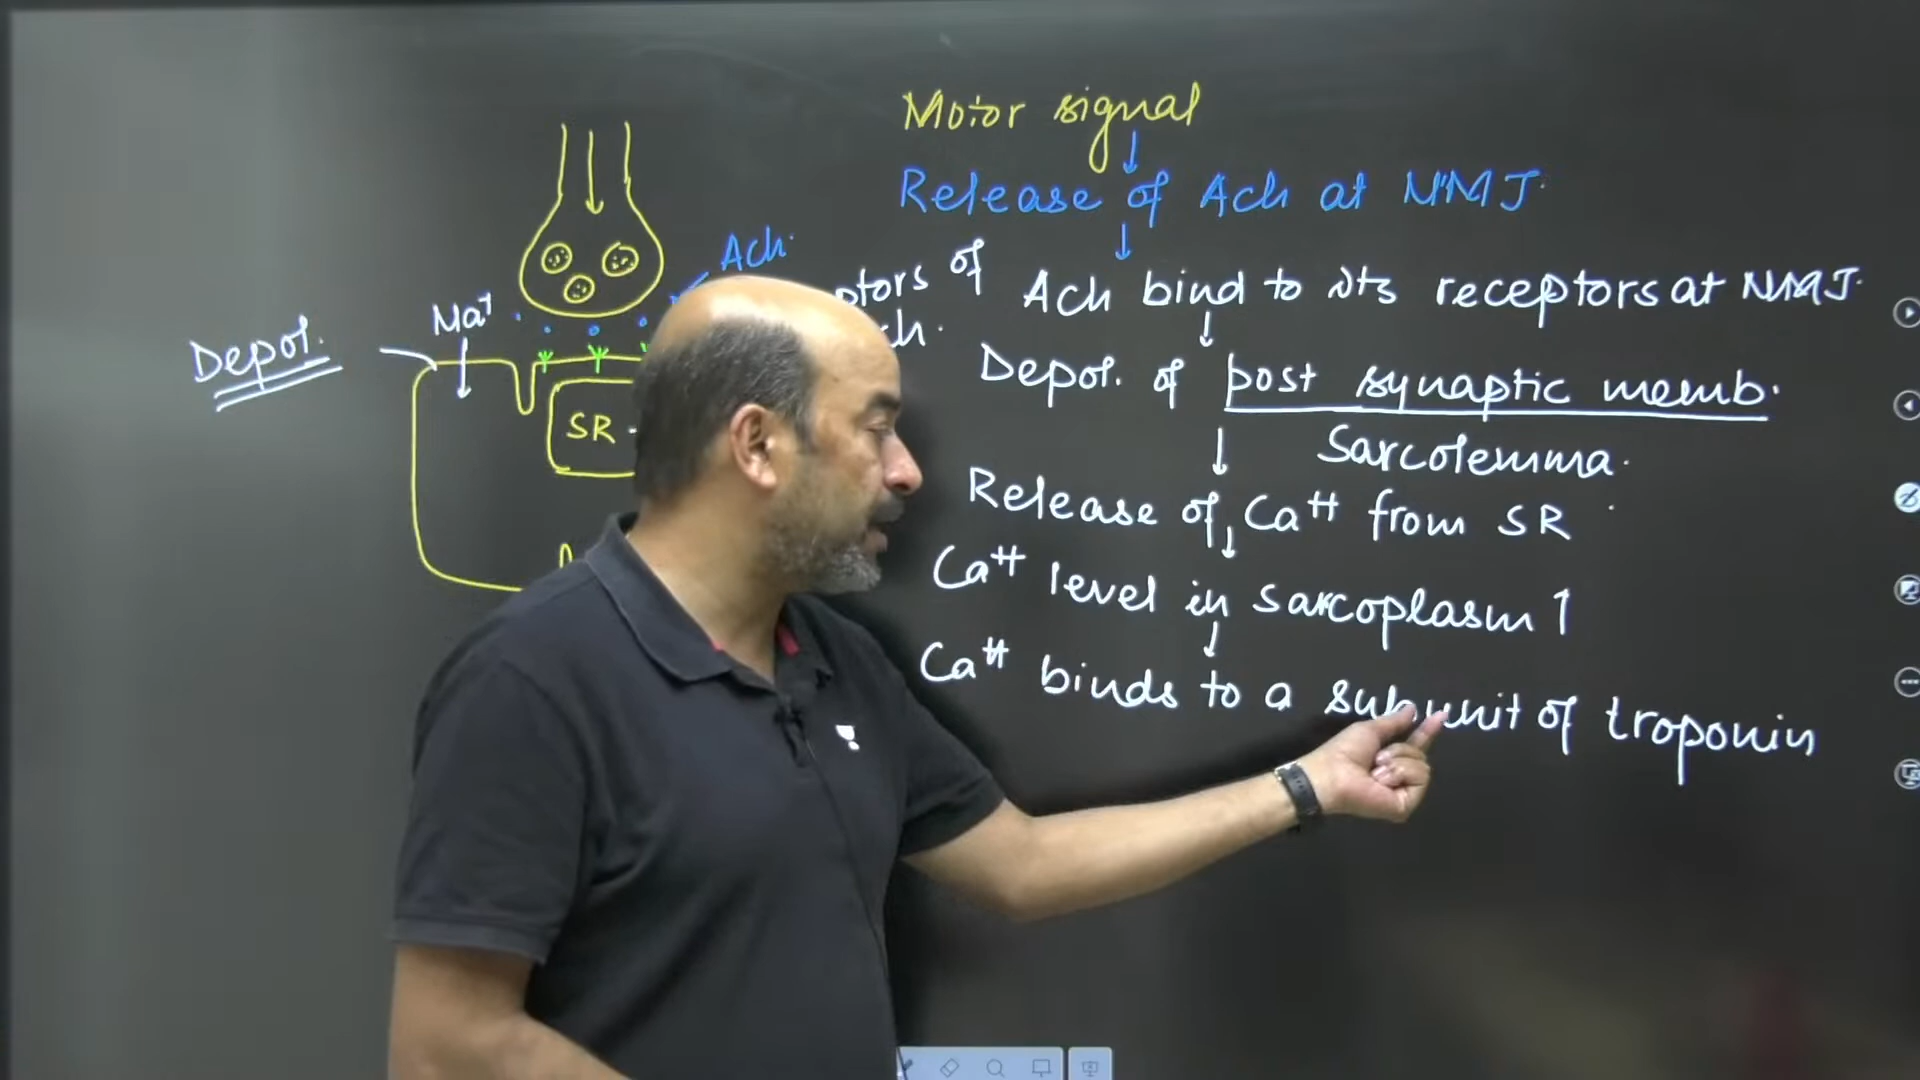 Motor signal
↓
Release of Ach at NMJ.
↓
Ach bind to its receptors at NMJ.
↓
Depol. of post synaptic memb.
↓
Sarcolemma.
Release of Ca++ from SR
↓
Ca++ level in sarcoplasm ↑
↓
Ca++ binds to a subunit of troponin
Ach.
of
Na+
Depol.
SR